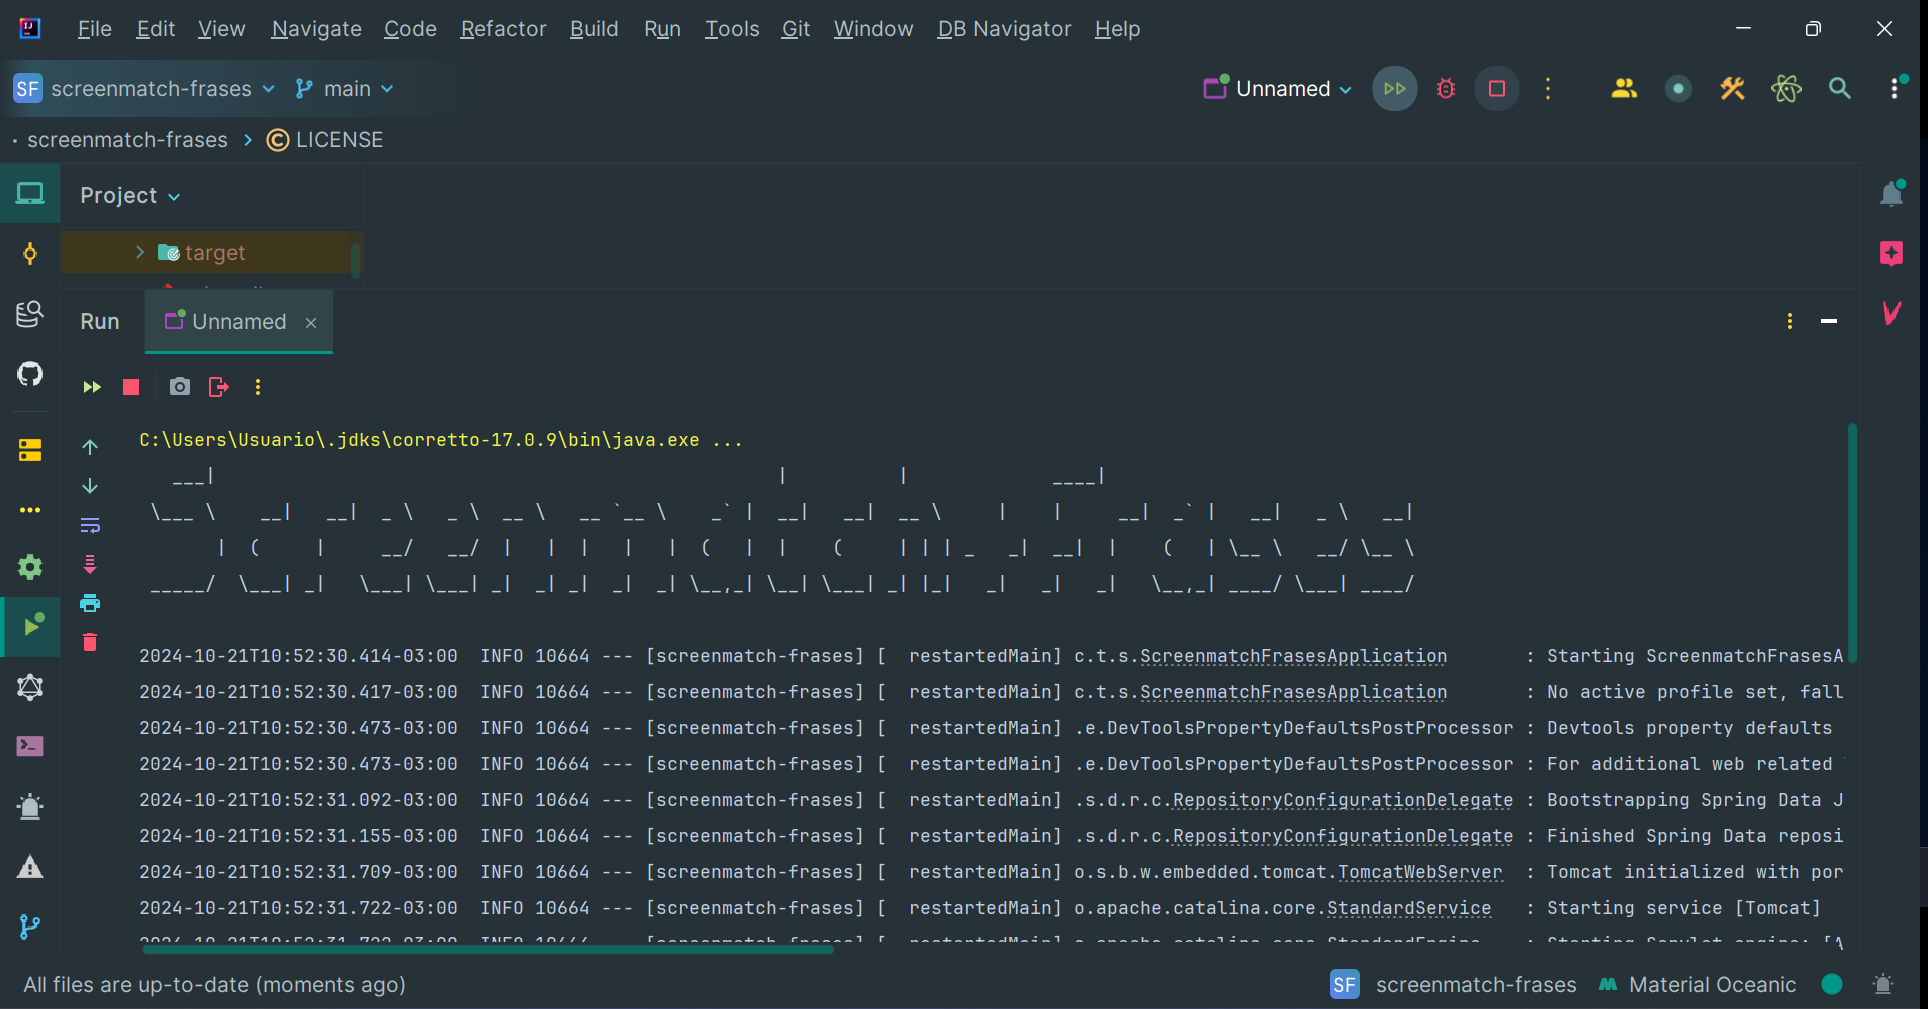 File Edit View Navigate Code Refactor Build Run Tools Git Window DB Navigator Help
SF screenmatch-frases main Unnamed
screenmatch-frases > LICENSE
Project
target
Run Unnamed
C:\Users\Usuario\.jdks\corretto-17.0.9\bin\java.exe ...
screenmatch.Frases
2024-10-21T10:52:30.414-03:00  INFO 10664 --- [screenmatch-frases] [  restartedMain] c.t.s.ScreenmatchFrasesApplication       : Starting ScreenmatchFrasesA
2024-10-21T10:52:30.417-03:00  INFO 10664 --- [screenmatch-frases] [  restartedMain] c.t.s.ScreenmatchFrasesApplication       : No active profile set, fall
2024-10-21T10:52:30.473-03:00  INFO 10664 --- [screenmatch-frases] [  restartedMain] .e.DevToolsPropertyDefaultsPostProcessor : Devtools property defaults
2024-10-21T10:52:30.473-03:00  INFO 10664 --- [screenmatch-frases] [  restartedMain] .e.DevToolsPropertyDefaultsPostProcessor : For additional web related
2024-10-21T10:52:31.092-03:00  INFO 10664 --- [screenmatch-frases] [  restartedMain] .s.d.r.c.RepositoryConfigurationDelegate : Bootstrapping Spring Data J
2024-10-21T10:52:31.155-03:00  INFO 10664 --- [screenmatch-frases] [  restartedMain] .s.d.r.c.RepositoryConfigurationDelegate : Finished Spring Data reposi
2024-10-21T10:52:31.709-03:00  INFO 10664 --- [screenmatch-frases] [  restartedMain] o.s.b.w.embedded.tomcat.TomcatWebServer  : Tomcat initialized with por
2024-10-21T10:52:31.722-03:00  INFO 10664 --- [screenmatch-frases] [  restartedMain] o.apache.catalina.core.StandardService   : Starting service [Tomcat]
All files are up-to-date (moments ago) SF screenmatch-frases Material Oceanic